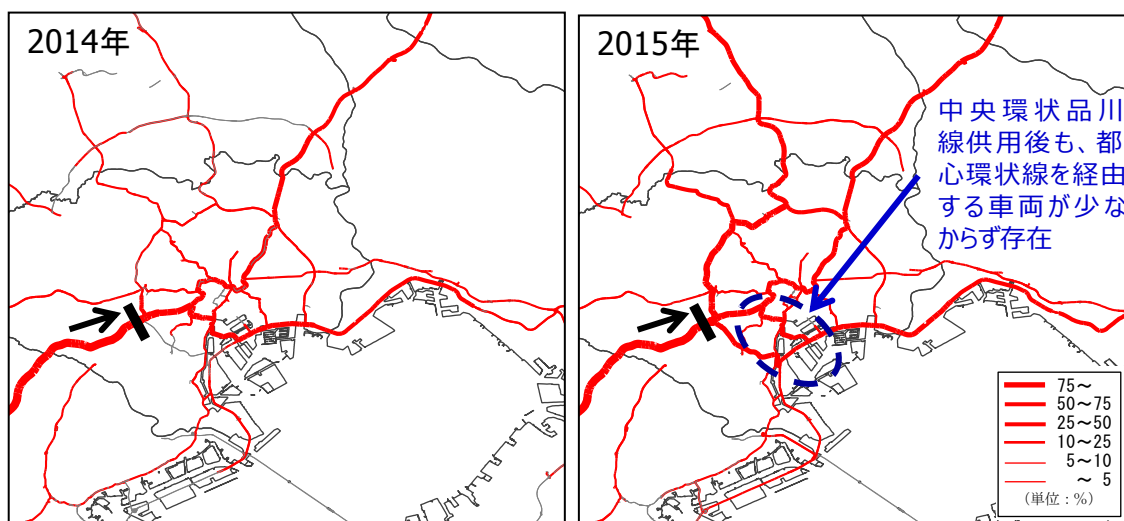 2014年
2015年
中央環状品川
線供用後も、都
心環状線を経由
する車両が少な
からず存在
75～
50～75
25～50
10～25
5～10
～ 5
(単位：%)